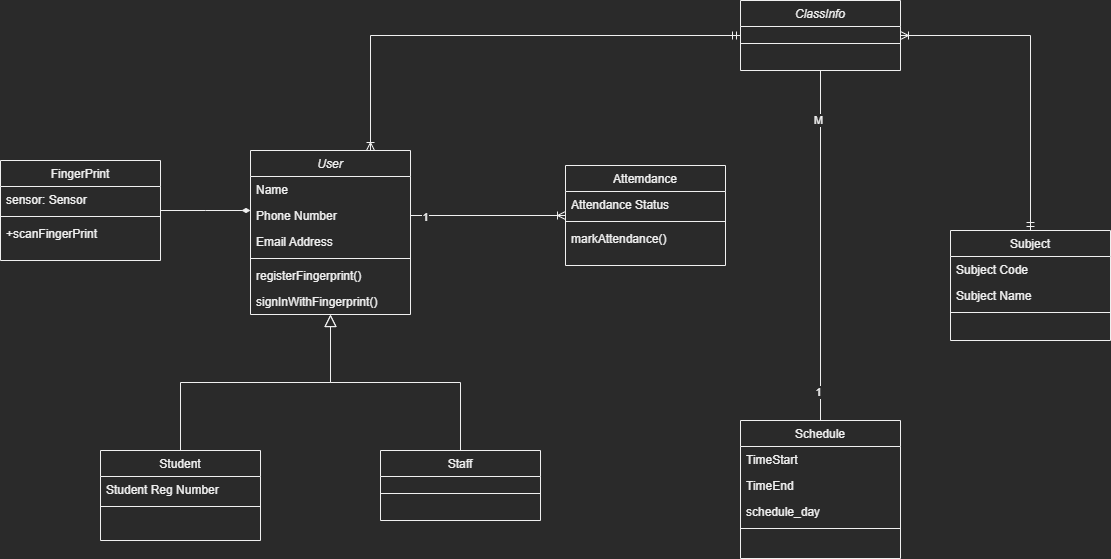 ClassInfo
M
1
FingerPrint
sensor: Sensor
+scanFingerPrint
User
Name
Phone Number
Email Address
registerFingerprint()
signInWithFingerprint()
1
Attemdance
Attendance Status
markAttendance()
Subject
Subject Code
Subject Name
Student
Student Reg Number
Staff
Schedule
TimeStart
TimeEnd
schedule_day